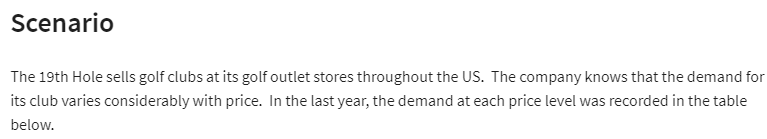 Scenario
The 19th Hole sells golf clubs at its golf outlet stores throughout the US.  The company knows that the demand for
its club varies considerably with price.  In the last year, the demand at each price level was recorded in the table
below.